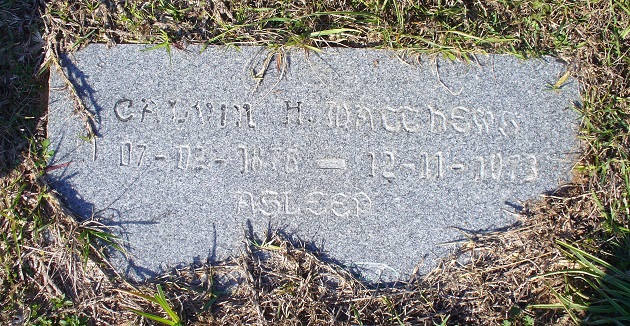 CALVIN H. MATTHEWS
07-02-1878 - 12-11-1973
ASLEEP